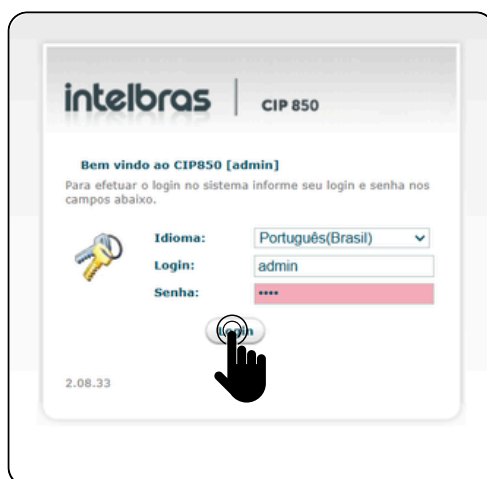 intelbras CIP 850
Bem vindo ao CIP850 [admin]
Para efetuar o login no sistema informe seu login e senha nos
campos abaixo.
Idioma: Português(Brasil)
Login: admin
Senha: ••••
Login
2.08.33